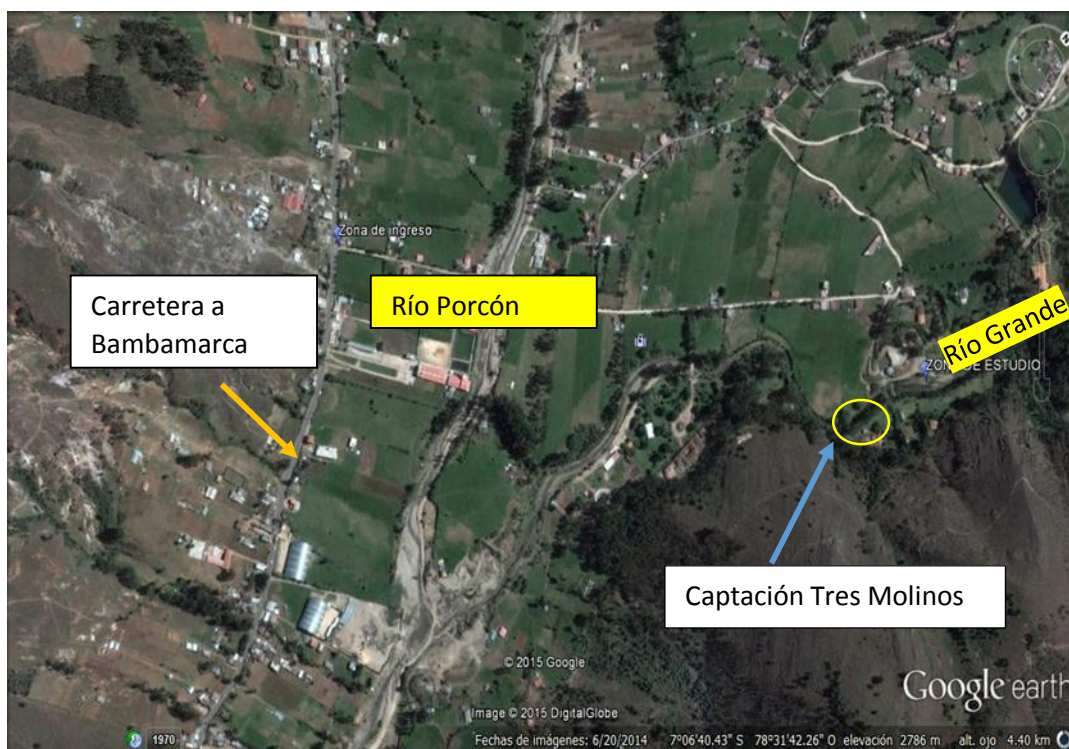 Zona de ingreso
Carretera a
Bambamarca
Río Porcón
Río Grande
ZONA DE ESTUDIO
Captación Tres Molinos
© 2015 Google
Google earth
Image © 2015 DigitalGlobe
1970
Fechas de imágenes: 6/20/2014 7°06'40.43" S 78°31'42.26" O elevación 2786 m alt. ojo 4.40 km